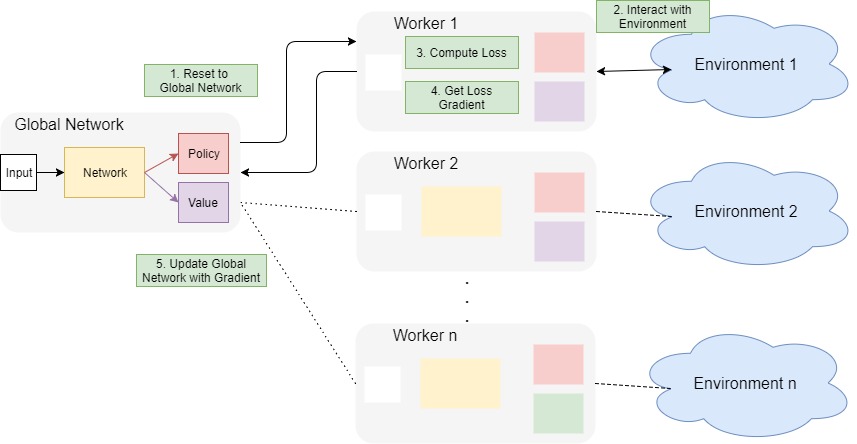 Worker 1
2. Interact with
Environment
3. Compute Loss
1. Reset to
Global Network
4. Get Loss
Gradient
Environment 1
Global Network
Input
Network
Policy
Value
Worker 2
Environment 2
5. Update Global
Network with Gradient
Worker n
Environment n